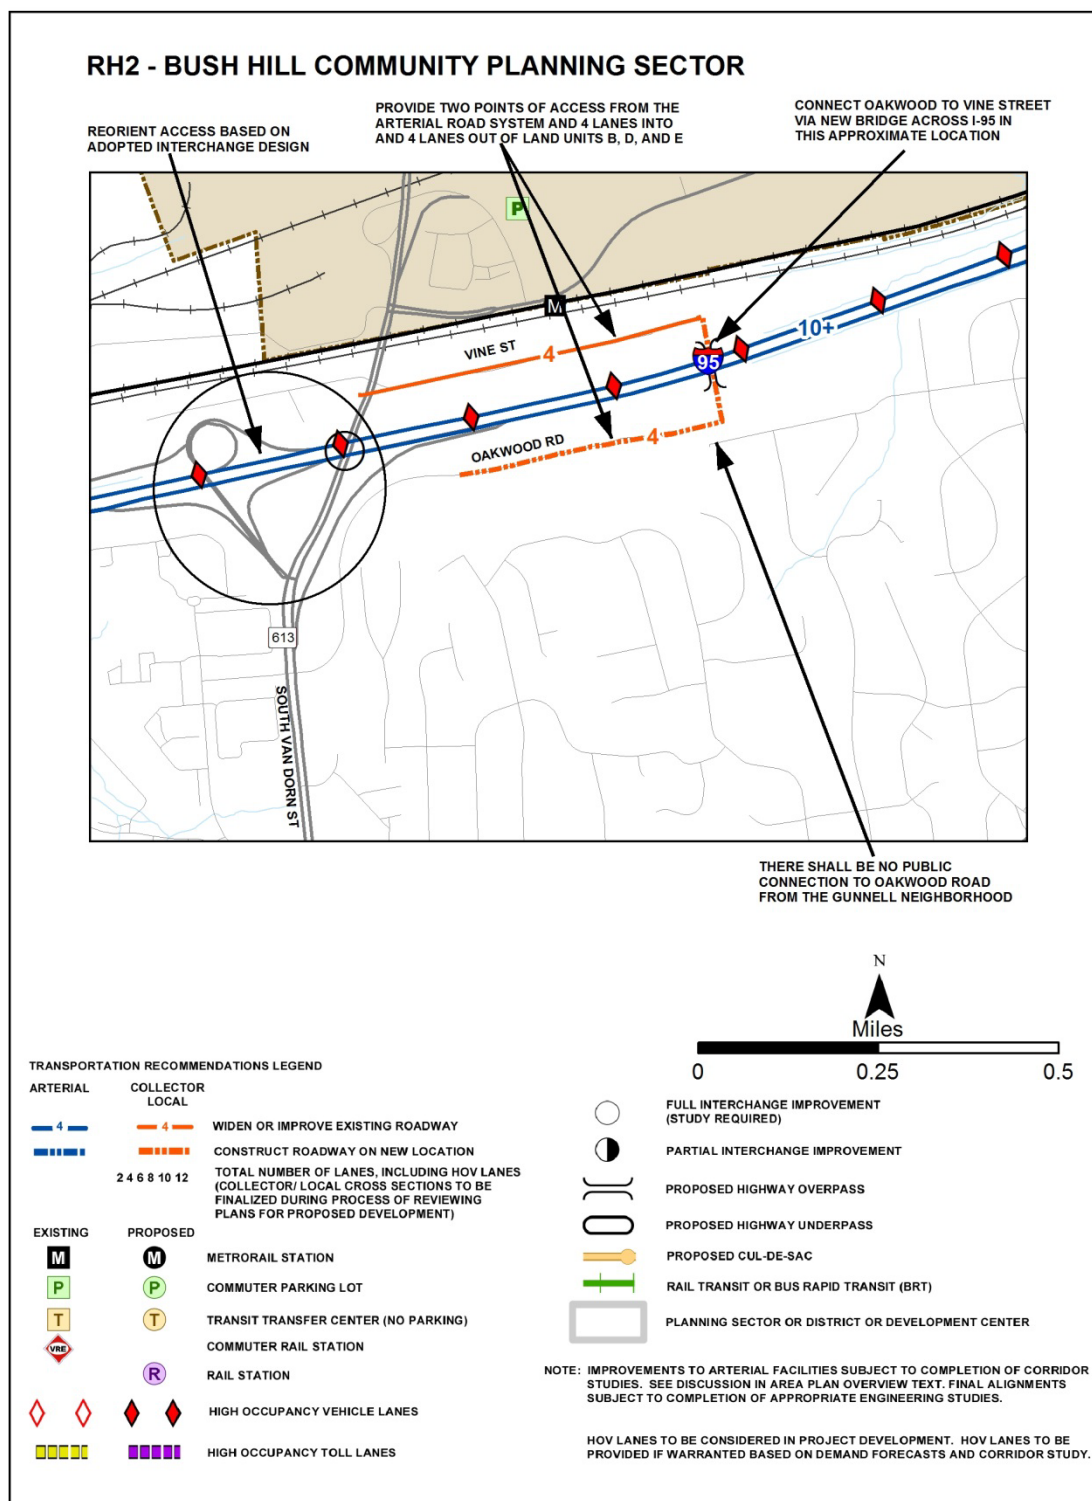 RH2 - BUSH HILL COMMUNITY PLANNING SECTOR
REORIENT ACCESS BASED ON
ADOPTED INTERCHANGE DESIGN
PROVIDE TWO POINTS OF ACCESS FROM THE
ARTERIAL ROAD SYSTEM AND 4 LANES INTO
AND 4 LANES OUT OF LAND UNITS B, D, AND E
CONNECT OAKWOOD TO VINE STREET
VIA NEW BRIDGE ACROSS I-95 IN
THIS APPROXIMATE LOCATION
P
M
10+
VINE ST
4
95
OAKWOOD RD
4
613
SOUTH VAN DORN ST
THERE SHALL BE NO PUBLIC
CONNECTION TO OAKWOOD ROAD
FROM THE GUNNELL NEIGHBORHOOD
N
Miles
0 0.25 0.5
TRANSPORTATION RECOMMENDATIONS LEGEND
ARTERIAL
COLLECTOR
LOCAL
4 4 WIDEN OR IMPROVE EXISTING ROADWAY
CONSTRUCT ROADWAY ON NEW LOCATION
2 4 6 8 10 12 TOTAL NUMBER OF LANES, INCLUDING HOV LANES
(COLLECTOR/ LOCAL CROSS SECTIONS TO BE
FINALIZED DURING PROCESS OF REVIEWING
PLANS FOR PROPOSED DEVELOPMENT)
EXISTING PROPOSED
M M METRORAIL STATION
P P COMMUTER PARKING LOT
T T TRANSIT TRANSFER CENTER (NO PARKING)
VRE COMMUTER RAIL STATION
R RAIL STATION
HIGH OCCUPANCY VEHICLE LANES
HIGH OCCUPANCY TOLL LANES
FULL INTERCHANGE IMPROVEMENT
(STUDY REQUIRED)
PARTIAL INTERCHANGE IMPROVEMENT
PROPOSED HIGHWAY OVERPASS
PROPOSED HIGHWAY UNDERPASS
PROPOSED CUL-DE-SAC
RAIL TRANSIT OR BUS RAPID TRANSIT (BRT)
PLANNING SECTOR OR DISTRICT OR DEVELOPMENT CENTER
NOTE: IMPROVEMENTS TO ARTERIAL FACILITIES SUBJECT TO COMPLETION OF CORRIDOR
STUDIES. SEE DISCUSSION IN AREA PLAN OVERVIEW TEXT. FINAL ALIGNMENTS
SUBJECT TO COMPLETION OF APPROPRIATE ENGINEERING STUDIES.
HOV LANES TO BE CONSIDERED IN PROJECT DEVELOPMENT. HOV LANES TO BE
PROVIDED IF WARRANTED BASED ON DEMAND FORECASTS AND CORRIDOR STUDY.